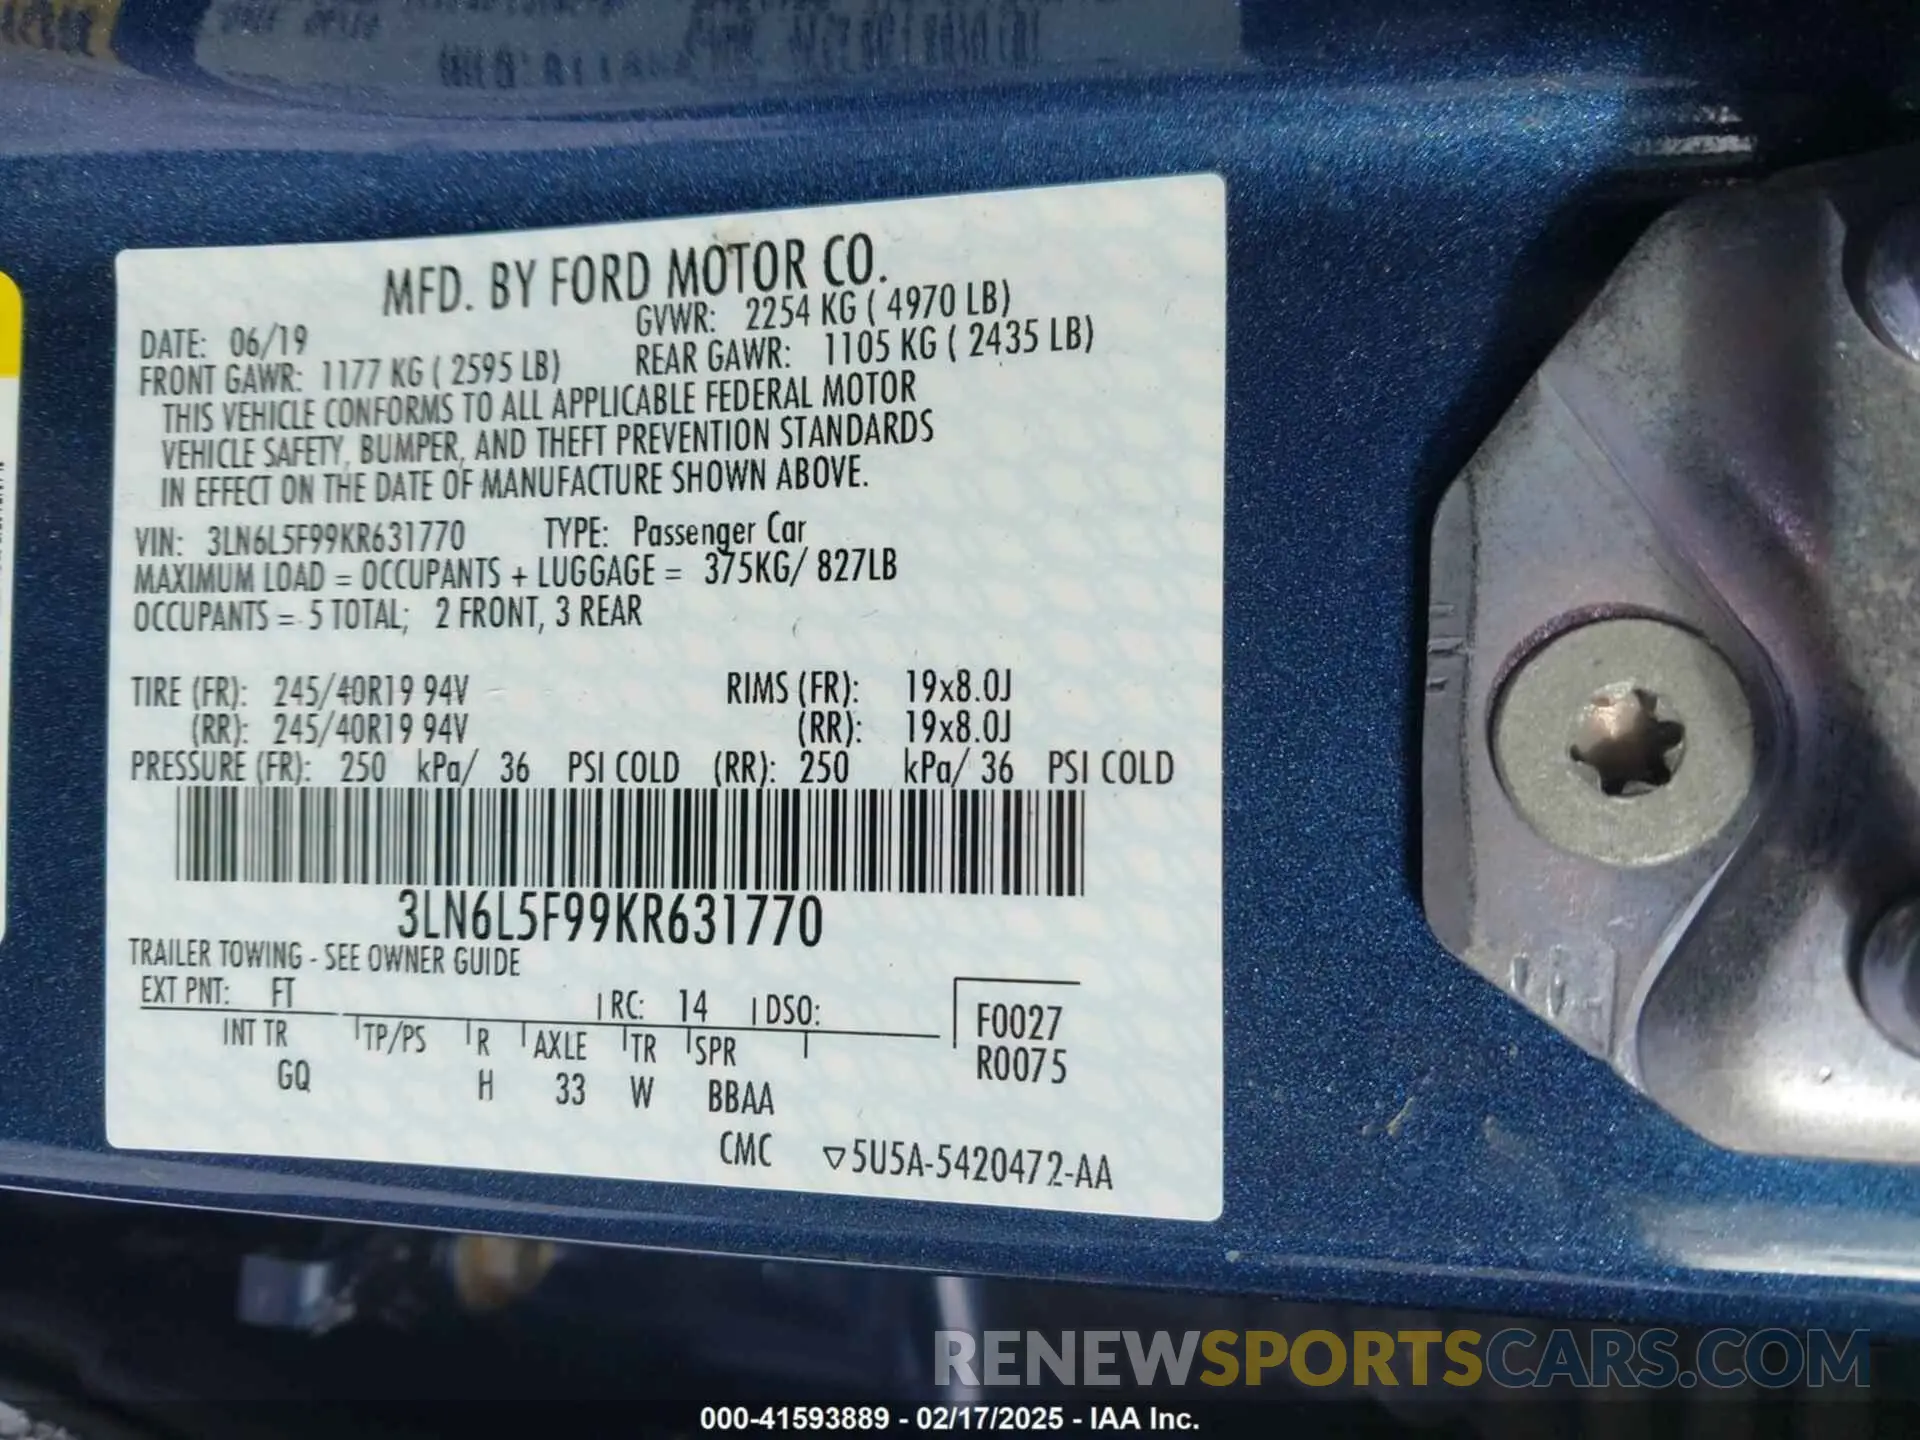 MFD. BY FORD MOTOR CO.
DATE: 06/19 GVWR: 2254 KG ( 4970 LB)
FRONT GAWR: 1177 KG ( 2595 LB) REAR GAWR: 1105 KG ( 2435 LB)
THIS VEHICLE CONFORMS TO ALL APPLICABLE FEDERAL MOTOR
VEHICLE SAFETY, BUMPER, AND THEFT PREVENTION STANDARDS
IN EFFECT ON THE DATE OF MANUFACTURE SHOWN ABOVE.
VIN: 3LN6L5F99KR631770 TYPE: Passenger Car
MAXIMUM LOAD = OCCUPANTS + LUGGAGE = 375KG/ 827LB
OCCUPANTS = 5 TOTAL; 2 FRONT, 3 REAR
TIRE (FR): 245/40R19 94V RIMS (FR): 19x8.0J
(RR): 245/40R19 94V (RR): 19x8.0J
PRESSURE (FR): 250 kPa/ 36 PSI COLD (RR): 250 kPa/ 36 PSI COLD
3LN6L5F99KR631770
TRAILER TOWING - SEE OWNER GUIDE
EXT PNT: FT RC: 14 DSO: F0027
INT TR TP/PS R AXLE TR SPR R0075
GQ H 33 W BBAA
CMC ▽5U5A-5420472-AA
RENEWSPORTSCARS.COM
000-41593889 - 02/17/2025 - IAA Inc.